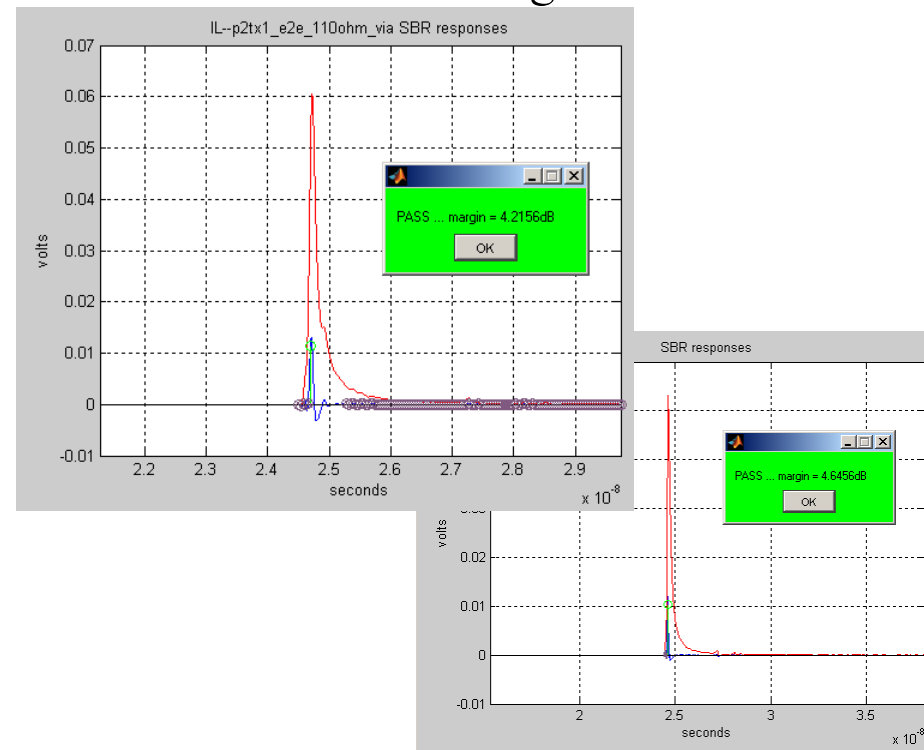 IL--p2tx1_e2e_110ohm_via SBR responses
0.07
0.06
0.05
0.04
0.03
0.02
0.01
0
-0.01
volts
2.2 2.3 2.4 2.5 2.6 2.7 2.8 2.9
seconds
x 10^-8
PASS ... margin = 4.2156dB
OK
SBR responses
0.02
0.01
0
-0.01
volts
2 2.5 3 3.5
seconds
x 10^-8
PASS ... margin = 4.6456dB
OK